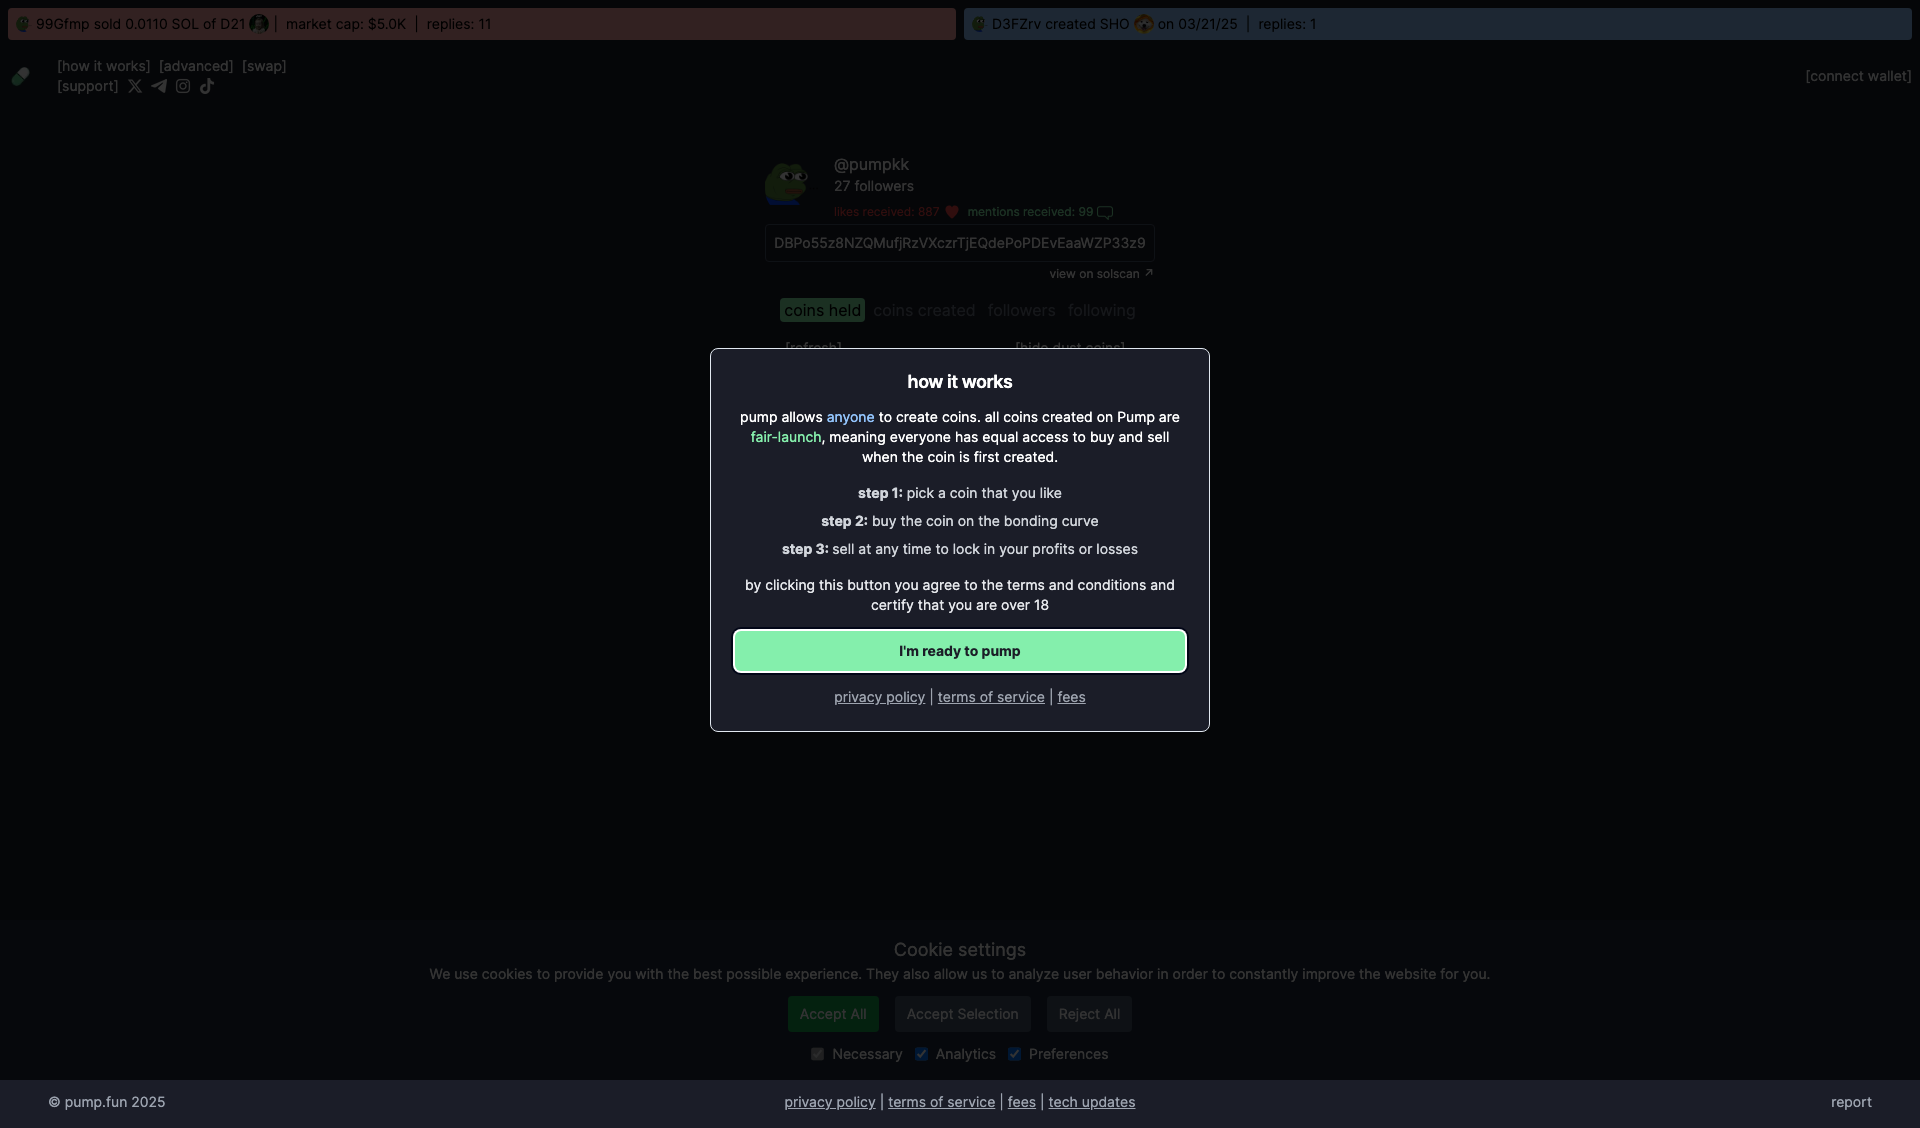 99Gfmp sold 0.0110 SOL of D21 | market cap: $5.0K | replies: 11
D3FZrv created SHO on 03/21/25 | replies: 1
[how it works] [advanced] [swap]
[support]
[connect wallet]
@pumpkk
27 followers
likes received: 887 mentions received: 99
DBPo55z8NZQMufjRzVXczrTjEQdePoPDEvEaaWZP33z9
view on solscan ↗
coins held coins created followers following
[refresh] [hide dust coins]
how it works
pump allows anyone to create coins. all coins created on Pump are
fair-launch, meaning everyone has equal access to buy and sell
when the coin is first created.
step 1: pick a coin that you like
step 2: buy the coin on the bonding curve
step 3: sell at any time to lock in your profits or losses
by clicking this button you agree to the terms and conditions and
certify that you are over 18
I'm ready to pump
privacy policy | terms of service | fees
Cookie settings
We use cookies to provide you with the best possible experience. They also allow us to analyze user behavior in order to constantly improve the website for you.
Accept All Accept Selection Reject All
Necessary Analytics Preferences
© pump.fun 2025
privacy policy | terms of service | fees | tech updates
report